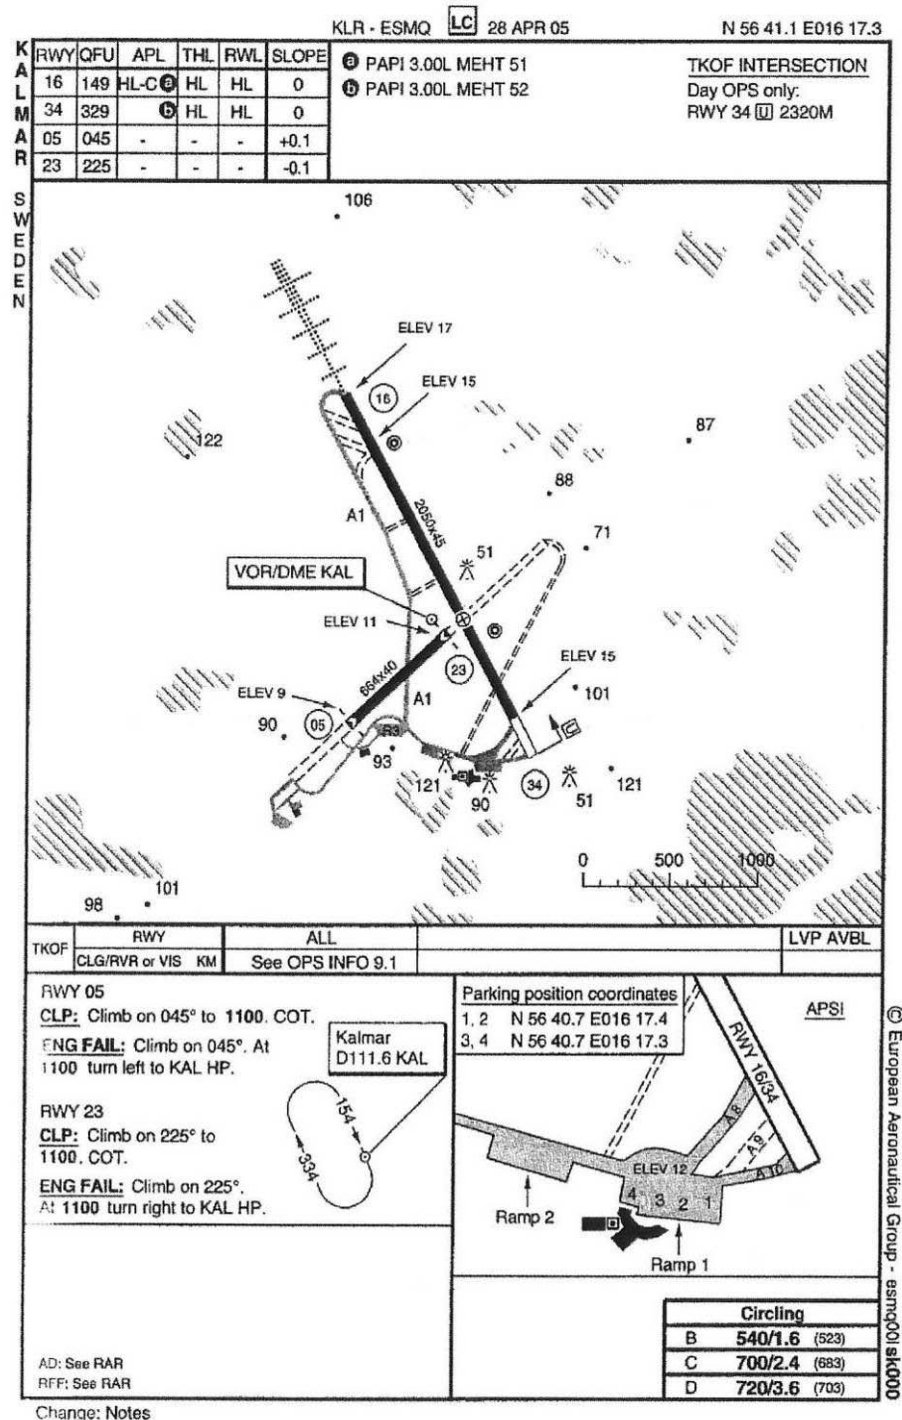 KLR - ESMQ LC 28 APR 05 N 56 41.1 E016 17.3
KALMAR
SWEDEN
RWY QFU APL THL RWL SLOPE
16 149 HL-C a HL HL 0
34 329 b HL HL 0
05 045 - - - +0.1
23 225 - - - -0.1
a PAPI 3.00L MEHT 51
b PAPI 3.00L MEHT 52
TKOF INTERSECTION
Day OPS only:
RWY 34 U 2320M
106
ELEV 17
ELEV 15
16
122
87
88
A1
2050x45
71
51
VOR/DME KAL
ELEV 11
23
ELEV 15
664x40
ELEV 9
A1
101
05
90
R3
93
121
90
34
51
121
0 500 1000
101
98
TKOF
RWY ALL LVP AVBL
CLG/RVR or VIS KM See OPS INFO 9.1
RWY 05
CLP: Climb on 045° to 1100. COT.
ENG FAIL: Climb on 045°. At
1100 turn left to KAL HP.
RWY 23
CLP: Climb on 225° to
1100. COT.
ENG FAIL: Climb on 225°.
At 1100 turn right to KAL HP.
Kalmar
D111.6 KAL
154
334
AD: See RAR
RFF: See RAR
Parking position coordinates
1, 2 N 56 40.7 E016 17.4
3, 4 N 56 40.7 E016 17.3
APSI
RWY 16/34
A 8
A 9
A 10
ELEV 12
4 3 2 1
Ramp 2
Ramp 1
Circling
B 540/1.6 (523)
C 700/2.4 (683)
D 720/3.6 (703)
© European Aeronautical Group - esmq00lsk000
Change: Notes